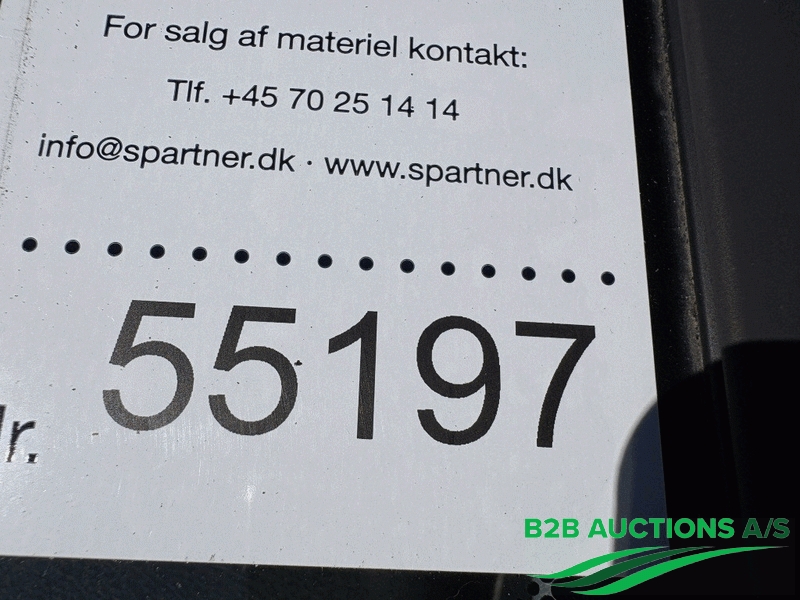 For salg af materiel kontakt:
Tlf. +45 70 25 14 14
info@spartner.dk · www.spartner.dk
55197
B2B AUCTIONS A/S